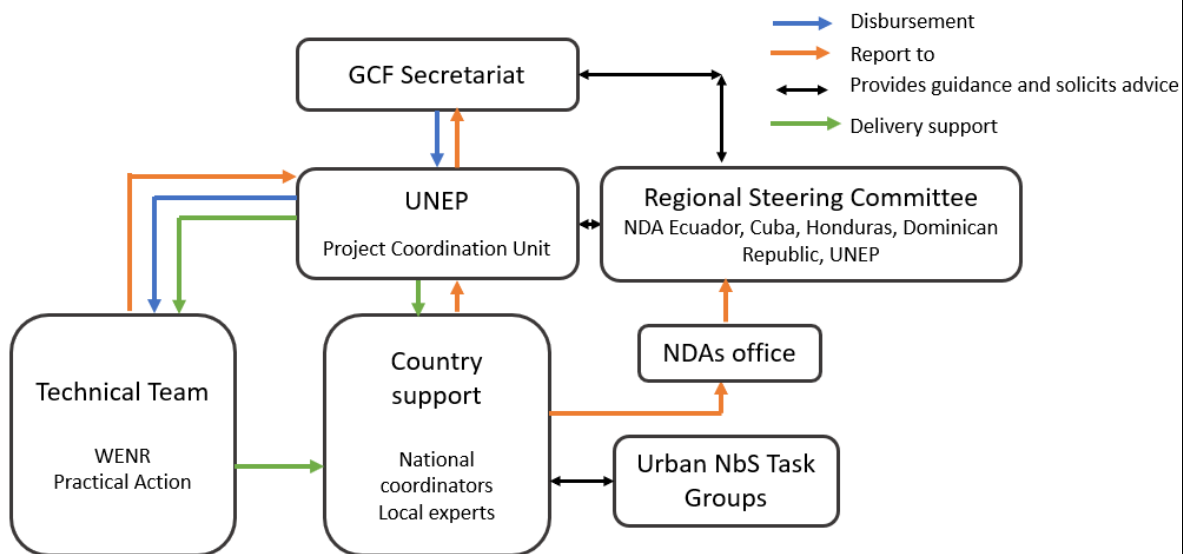 Disbursement
Report to
Provides guidance and solicits advice
Delivery support
GCF Secretariat
UNEP
Project Coordination Unit
Regional Steering Committee
NDA Ecuador, Cuba, Honduras, Dominican
Republic, UNEP
NDAs office
Technical Team
WENR
Practical Action
Country
support
National
coordinators
Local experts
Urban NbS Task
Groups